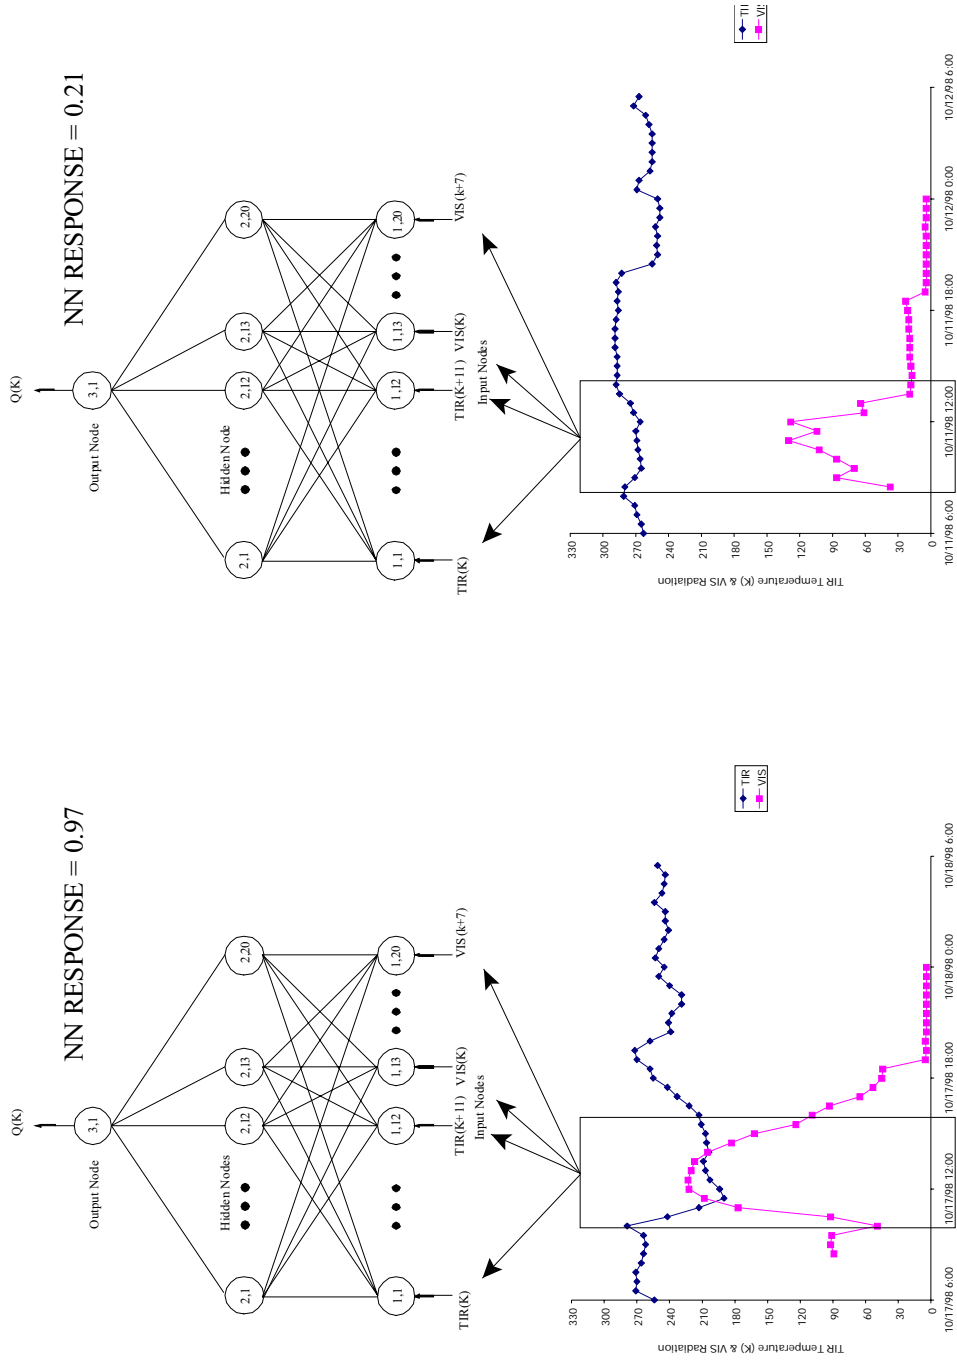 NN RESPONSE = 0.97
Q(K)
3,1
Output Node
2,1
Hidden Nodes
2,12
2,13
2,20
1,1
1,12
1,13
1,20
TIR(K)
TIR(K+11)
VIS(K)
VIS(k+7)
Input Nodes
TIR
VIS
TIR Temperature (K) & VIS Radiation
330
300
270
240
210
180
150
120
90
60
30
0
10/17/98 6:00
10/17/98 12:00
10/17/98 18:00
10/18/98 0:00
10/18/98 6:00
NN RESPONSE = 0.21
Q(K)
3,1
Output Node
2,1
Hidden Node
2,12
2,13
2,20
1,1
1,12
1,13
1,20
TIR(K)
TIR(K+11)
VIS(K)
VIS(k+7)
Input Nodes
TIR Temperature (K) & VIS Radiation
330
300
270
240
210
180
150
120
90
60
30
0
10/11/98 6:00
10/11/98 12:00
10/11/98 18:00
10/12/98 0:00
10/12/98 6:00